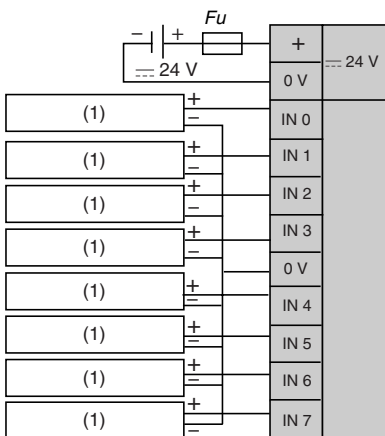 Fu
− +
⎓ 24 V
+
⎓ 24 V
0 V
(1) + −
IN 0
(1) + −
IN 1
(1) + −
IN 2
(1) + −
IN 3
0 V
(1) + −
IN 4
(1) + −
IN 5
(1) + −
IN 6
(1) + −
IN 7